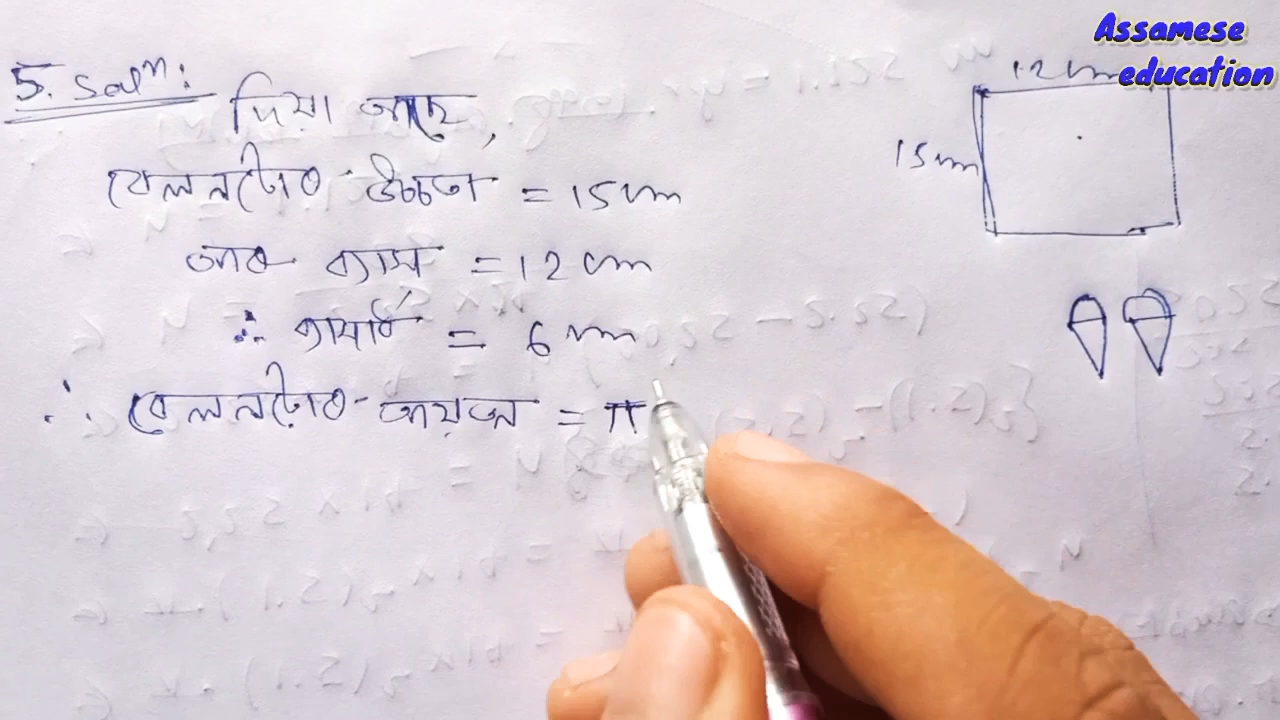 5. Solⁿ:
দিয়া আছে,
বেলনটোৰ উচ্চতা = 15 cm
আৰু ব্যাস = 12 cm
∴ ব্যাসাৰ্ধ = 6 cm
∴ বেলনটোৰ আয়তন = π
12 cm
15 cm
Assamese
education